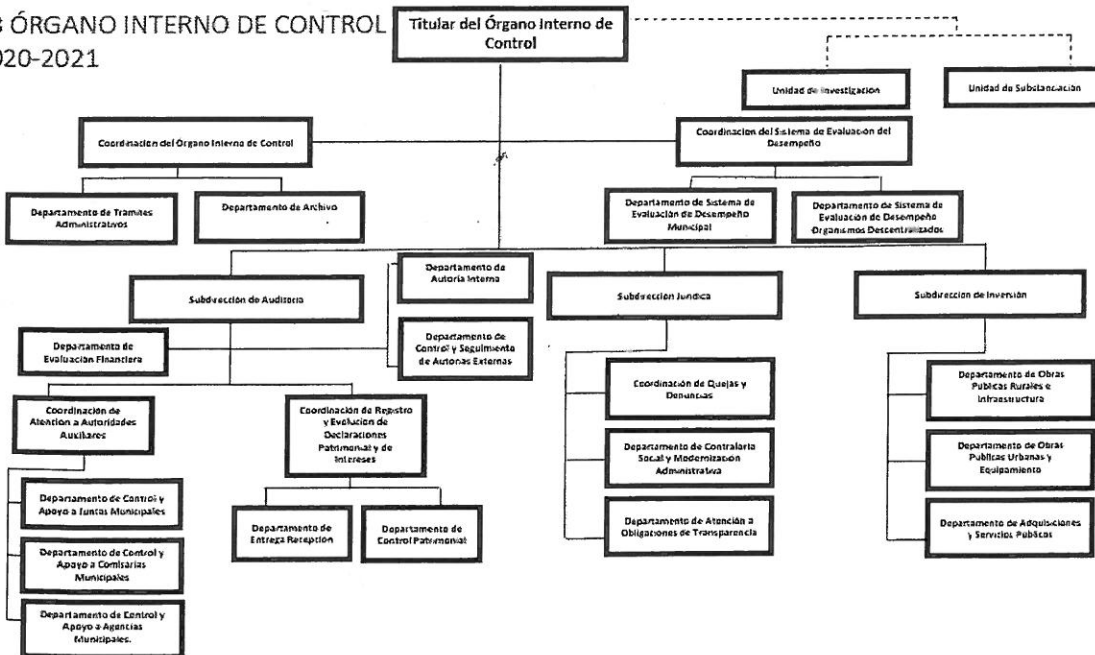 ÓRGANO INTERNO DE CONTROL
020-2021
Titular del Órgano Interno de
Control
Unidad de Investigación
Unidad de Substanciación
Coordinación del Órgano Interno de Control
Coordinación del Sistema de Evaluación del
Desempeño
Departamento de Tramites
Administrativos
Departamento de Archivo
Departamento de Sistema de
Evaluación de Desempeño
Municipal
Departamento de Sistema de
Evaluación de Desempeño
Organismos Descentralizados
Subdirección de Auditoría
Departamento de
Autoría Interna
Subdirección Jurídica
Subdirección de Inversión
Departamento de
Evaluación Financiera
Departamento de
Control y Seguimiento
de Autorías Externas
Coordinación de
Atención a Autoridades
Auxiliares
Coordinación de Registro
y Evolución de
Declaraciones
Patrimonial y de
Intereses
Coordinación de Quejas y
Denuncias
Departamento de Obras
Públicas Rurales e
Infraestructura
Departamento de Contraloría
Social y Modernización
Administrativa
Departamento de Obras
Publicas Urbanas y
Equipamiento
Departamento de Control y
Apoyo a Juntas Municipales
Departamento de
Entrega Recepción
Departamento de
Control Patrimonial
Departamento de Atención a
Obligaciones de Transparencia
Departamento de Adquisiciones
y Servicios Públicos
Departamento de Control y
Apoyo a Comisarías
Municipales
Departamento de Control y
Apoyo a Agencias
Municipales.